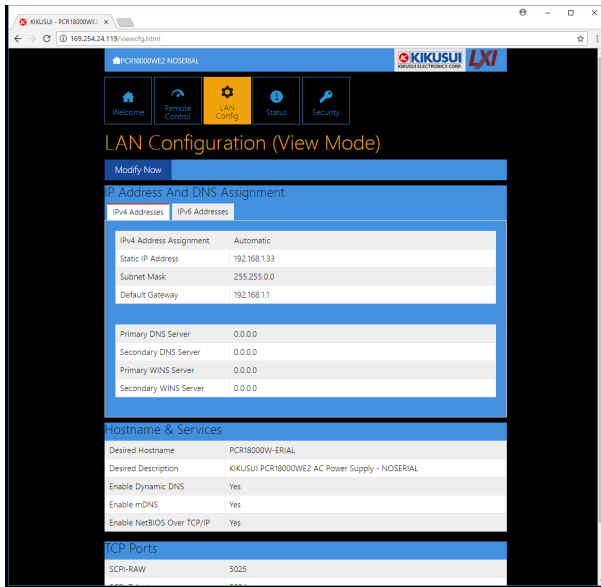 KIKUSUI - PCR18000WE2
169.254.24.119/viewcfg.html
PCR18000WE2 NOSERIAL
KIKUSUI
KIKUSUI ELECTRONICS CORP.
LXI
Welcome
Remote Control
LAN Config
Status
Security
LAN Configuration (View Mode)
Modify Now
IP Address And DNS Assignment
IPv4 Addresses IPv6 Addresses
IPv4 Address Assignment Automatic
Static IP Address 192.168.1.33
Subnet Mask 255.255.0.0
Default Gateway 192.168.1.1
Primary DNS Server 0.0.0.0
Secondary DNS Server 0.0.0.0
Primary WINS Server 0.0.0.0
Secondary WINS Server 0.0.0.0
Hostname & Services
Desired Hostname PCR18000W-ERIAL
Desired Description KIKUSUI PCR18000WE2 AC Power Supply - NOSERIAL
Enable Dynamic DNS Yes
Enable mDNS Yes
Enable NetBIOS Over TCP/IP Yes
TCP Ports
SCPI-RAW 5025